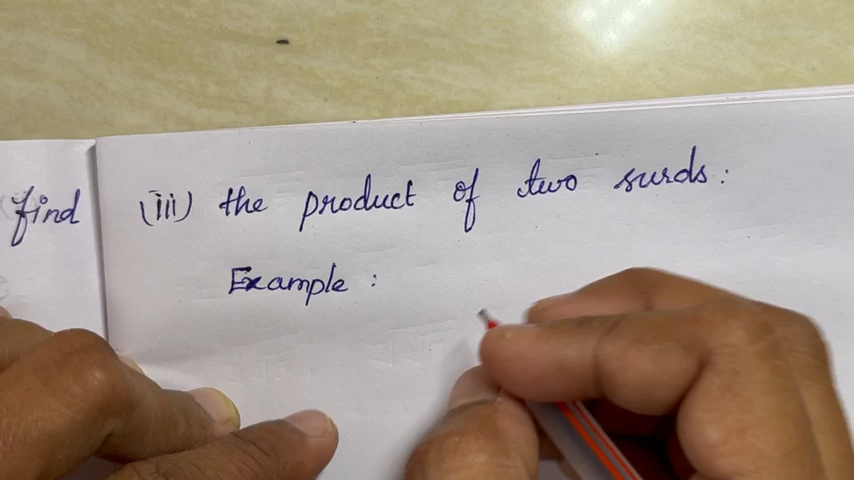 find (iii) the product of two surds:
Example :